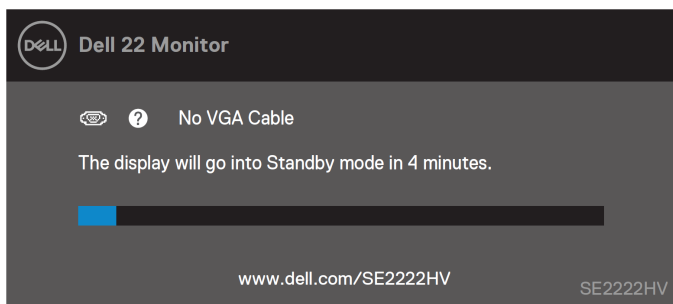 DELL Dell 22 Monitor
? No VGA Cable
The display will go into Standby mode in 4 minutes.
www.dell.com/SE2222HV
SE2222HV